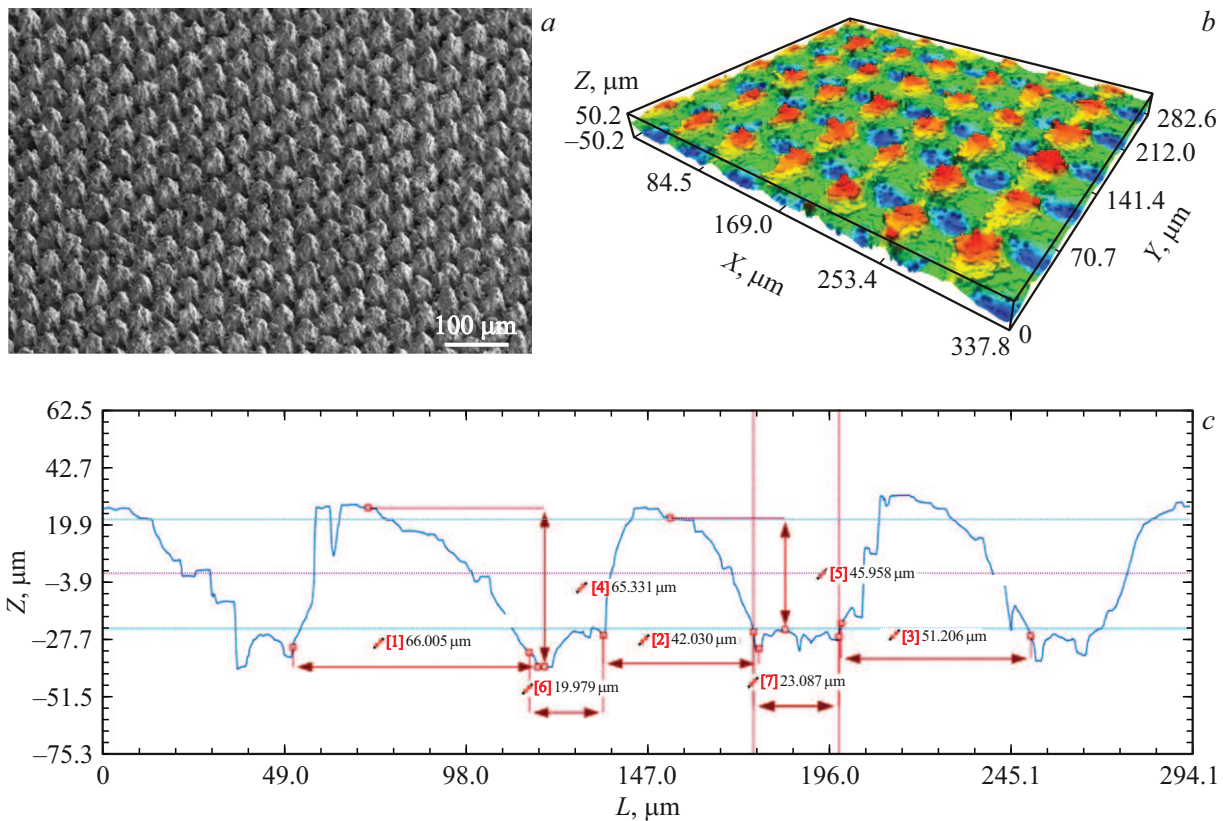 a
100 μm
b
Z, μm
50.2
−50.2
84.5
169.0
X, μm
253.4
337.8
0
70.7
Y, μm
141.4
212.0
282.6
c
62.5
42.7
19.9
−3.9
−27.7
−51.5
−75.3
Z, μm
[4] 65.331 μm
[5] 45.958 μm
[1] 66.005 μm
[2] 42.030 μm
[3] 51.206 μm
[6] 19.979 μm
[7] 23.087 μm
0 49.0 98.0 147.0 196.0 245.1 294.1
L, μm